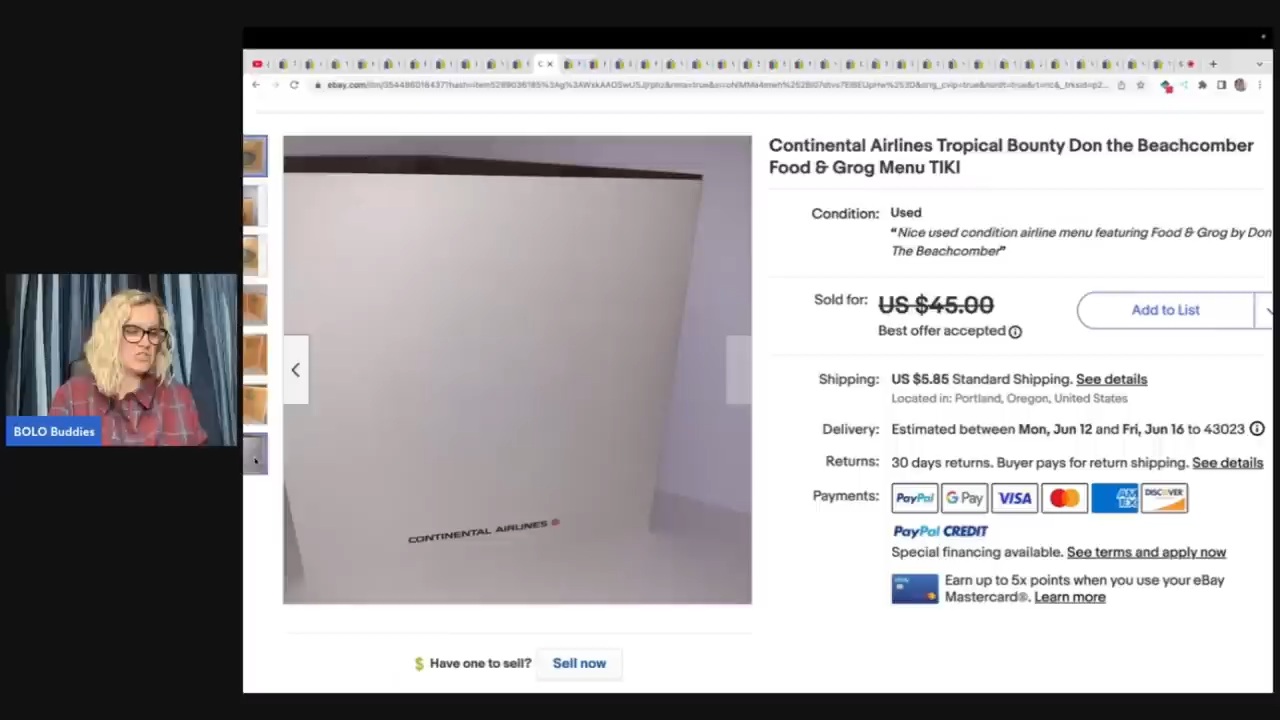 Continental Airlines Tropical Bounty Don the Beachcomber
Food & Grog Menu TIKI
Condition:
Used
"Nice used condition airline menu featuring Food & Grog by Don
The Beachcomber"
Sold for:
US $45.00
Best offer accepted
Add to List
Shipping:
US $5.85 Standard Shipping. See details
Located in: Portland, Oregon, United States
Delivery:
Estimated between Mon, Jun 12 and Fri, Jun 16 to 43023
Returns:
30 days returns. Buyer pays for return shipping. See details
Payments:
PayPal
G Pay
VISA
AM
EX
DISCOVER
PayPal CREDIT
Special financing available. See terms and apply now
Earn up to 5x points when you use your eBay
Mastercard®. Learn more
CONTINENTAL AIRLINES
$ Have one to sell?
Sell now
BOLO Buddies